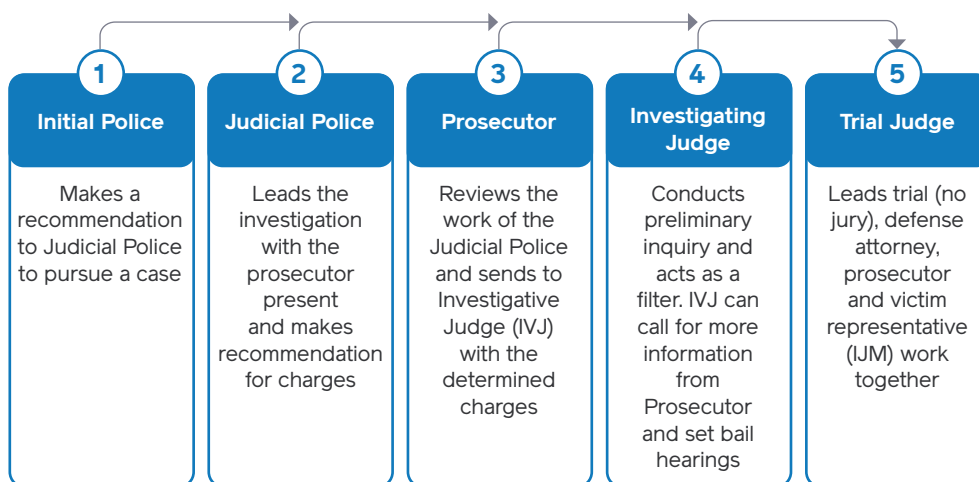 1
Initial Police
Makes a
recommendation
to Judicial Police
to pursue a case
2
Judicial Police
Leads the
investigation
with the
prosecutor
present
and makes
recommendation
for charges
3
Prosecutor
Reviews the
work of the
Judicial Police
and sends to
Investigative
Judge (IVJ)
with the
determined
charges
4
Investigating
Judge
Conducts
preliminary
inquiry and
acts as a
filter. IVJ can
call for more
information
from
Prosecutor
and set bail
hearings
5
Trial Judge
Leads trial (no
jury), defense
attorney,
prosecutor
and victim
representative
(IJM) work
together